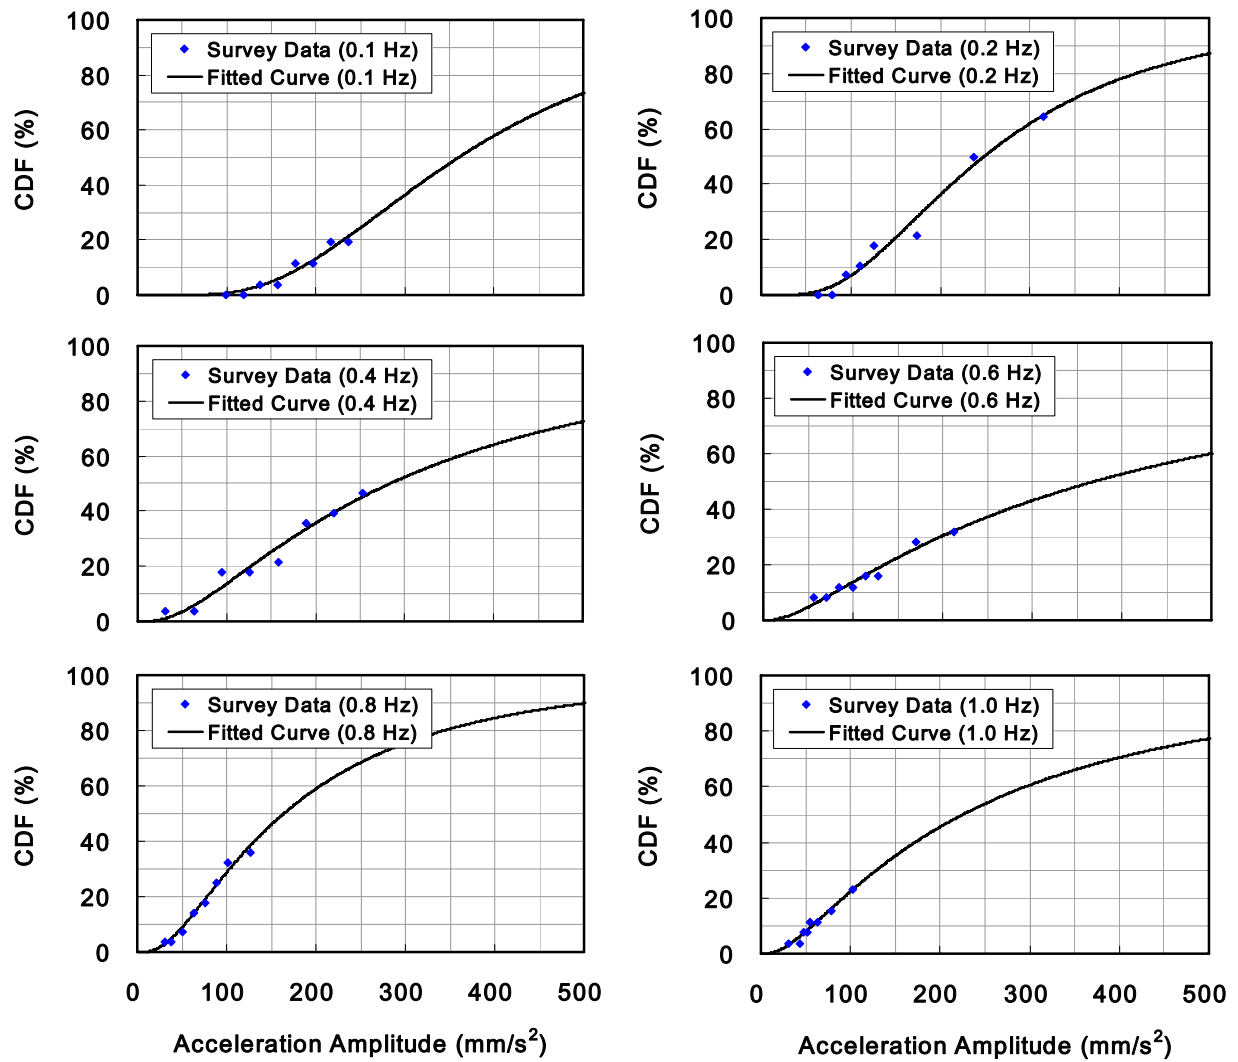 100
80
60
40
20
0
CDF (%)
Survey Data (0.1 Hz)
Fitted Curve (0.1 Hz)
100
80
60
40
20
0
CDF (%)
Survey Data (0.2 Hz)
Fitted Curve (0.2 Hz)
100
80
60
40
20
0
CDF (%)
Survey Data (0.4 Hz)
Fitted Curve (0.4 Hz)
100
80
60
40
20
0
CDF (%)
Survey Data (0.6 Hz)
Fitted Curve (0.6 Hz)
100
80
60
40
20
0
CDF (%)
Survey Data (0.8 Hz)
Fitted Curve (0.8 Hz)
0 100 200 300 400 500
Acceleration Amplitude (mm/s²)
100
80
60
40
20
0
CDF (%)
Survey Data (1.0 Hz)
Fitted Curve (1.0 Hz)
0 100 200 300 400 500
Acceleration Amplitude (mm/s²)